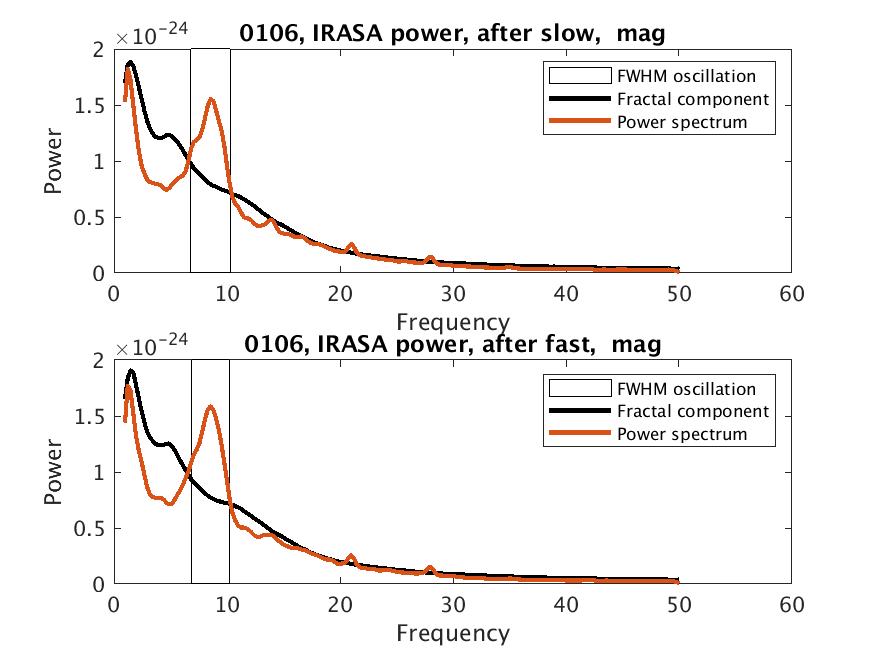 ×10⁻²⁴
0106, IRASA power, after slow,  mag
2
1.5
1
0.5
0
Power
FWHM oscillation
Fractal component
Power spectrum
0 10 20 30 40 50 60
Frequency
×10⁻²⁴
0106, IRASA power, after fast,  mag
2
1.5
1
0.5
0
Power
FWHM oscillation
Fractal component
Power spectrum
0 10 20 30 40 50 60
Frequency